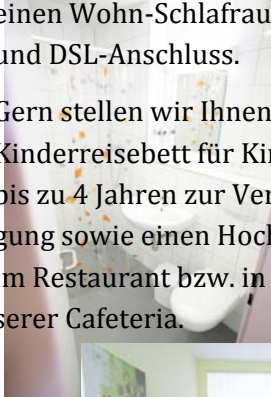 einen Wohn-Schlafrau
und DSL-Anschluss.
Gern stellen wir Ihnen
Kinderreisebett für Kin
bis zu 4 Jahren zur Ver
gung sowie einen Hoch
m Restaurant bzw. in
serer Cafeteria.